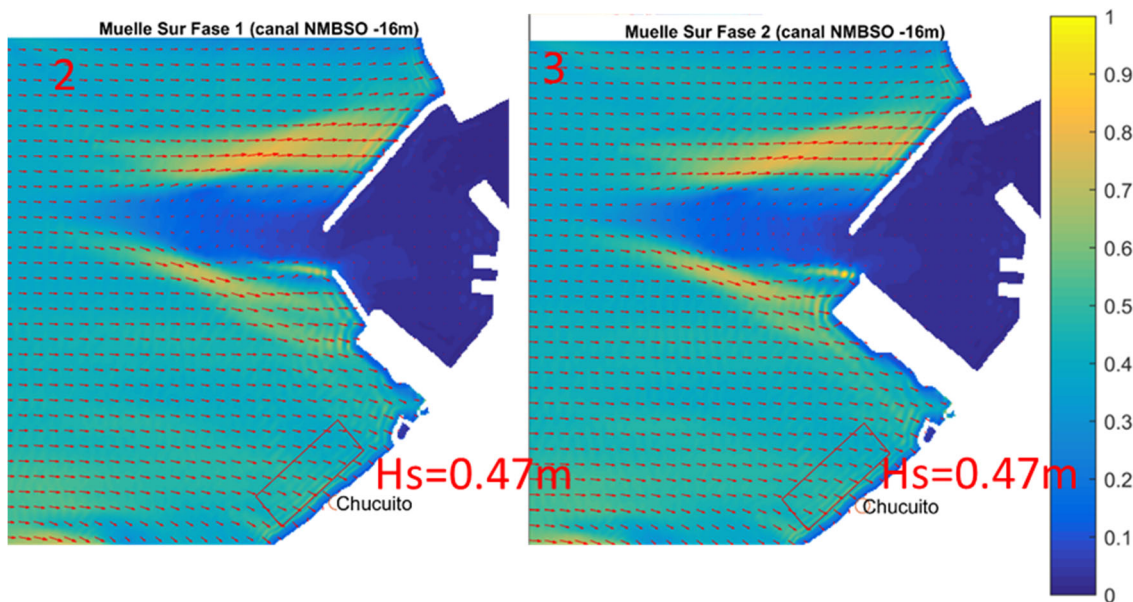 Muelle Sur Fase 1 (canal NMBSO -16m)
2
Hs=0.47m
Chucuito
Muelle Sur Fase 2 (canal NMBSO -16m)
3
Hs=0.47m
Chucuito
1
0.9
0.8
0.7
0.6
0.5
0.4
0.3
0.2
0.1
0